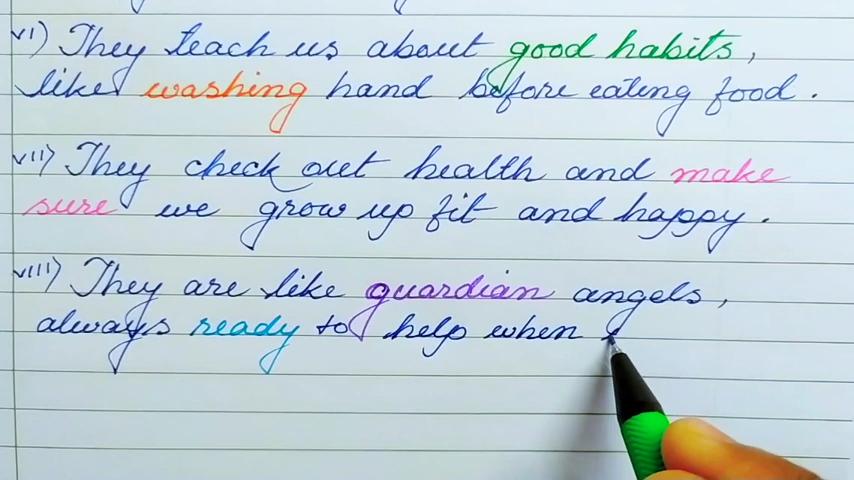 vi) They teach us about good habits,
like washing hand before eating food.
vii) They check out health and make
sure we grow up fit and happy.
viii) They are like guardian angels,
always ready to help when